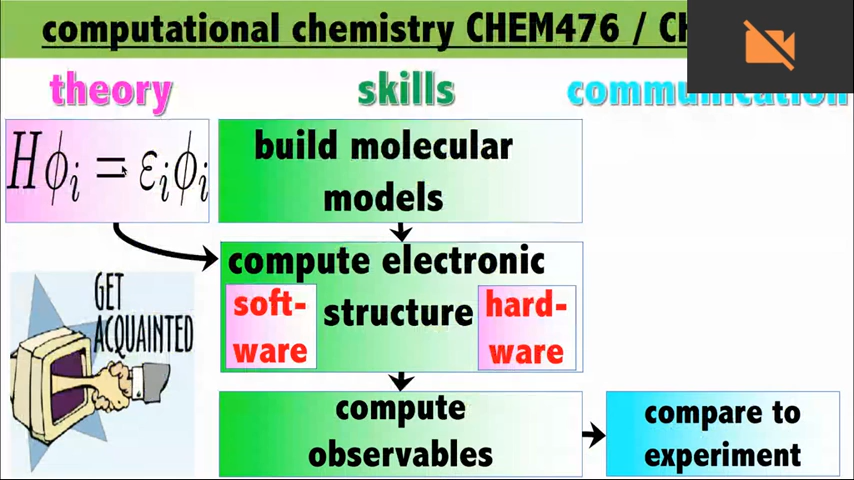 computational chemistry CHEM476 /
theory
skills
communication
Hϕᵢ = εᵢϕᵢ
build molecular
models
compute electronic
structure
soft-
ware
hard-
ware
GET
ACQUAINTED
compute
observables
compare to
experiment